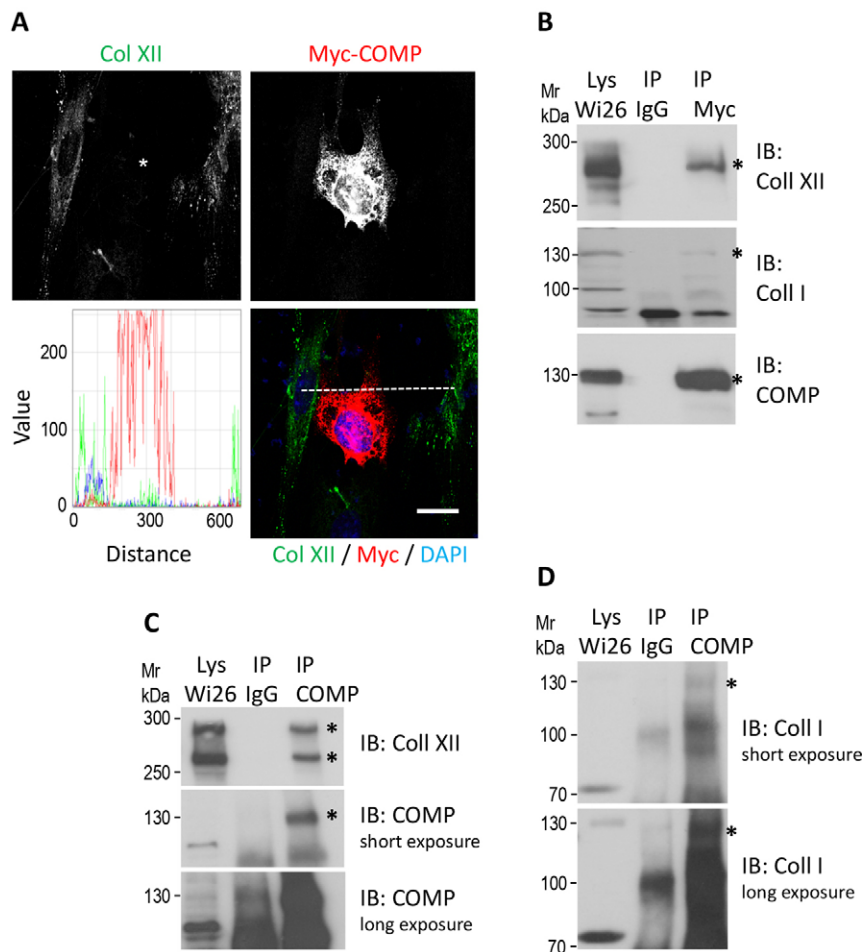 A
Col XII
Myc-COMP
*
Value
200
100
0
0
300
600
Distance
Col XII / Myc / DAPI
B
Mr
kDa
Lys
Wi26
IP
IgG
IP
Myc
300
250
*
IB:
Coll XII
130
100
*
IB:
Coll I
130
*
IB:
COMP
C
Mr
kDa
Lys
Wi26
IP
IgG
IP
COMP
300
250
*
*
IB: Coll XII
130
*
IB: COMP
short exposure
130
IB: COMP
long exposure
D
Mr
kDa
Lys
Wi26
IP
IgG
IP
COMP
130
100
70
*
IB: Coll I
short exposure
130
100
70
*
IB: Coll I
long exposure